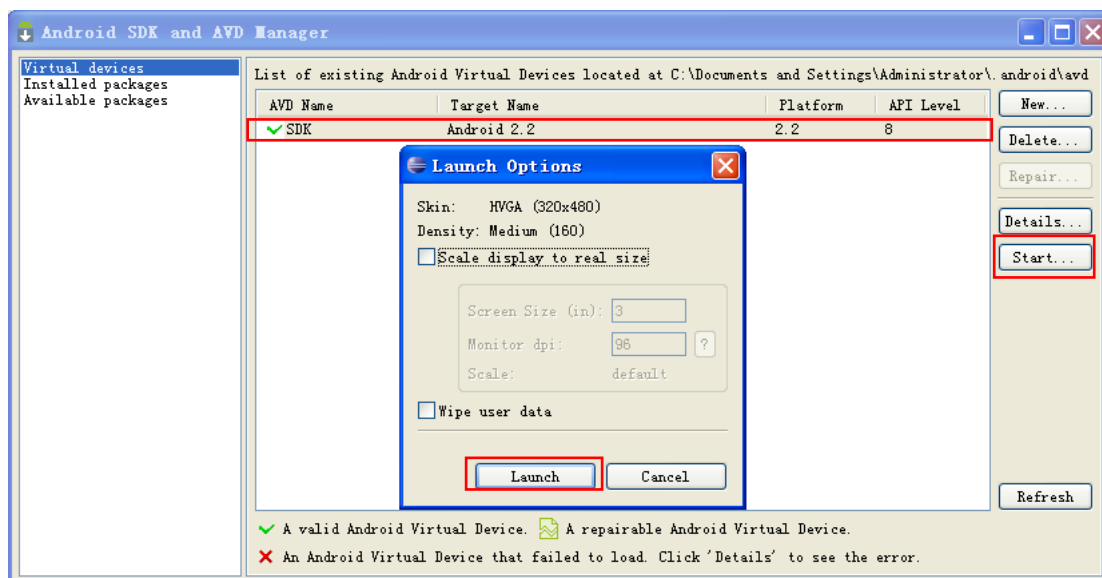 Android SDK and AVD Manager
Virtual devices
Installed packages
Available packages
List of existing Android Virtual Devices located at C:\Documents and Settings\Administrator\.android\avd
AVD Name Target Name Platform API Level
SDK Android 2.2 2.2 8
New...
Delete...
Repair...
Details...
Start...
Refresh
Launch Options
Skin: HVGA (320x480)
Density: Medium (160)
Scale display to real size
Screen Size (in): 3
Monitor dpi: 96 ?
Scale: default
Wipe user data
Launch Cancel
A valid Android Virtual Device. A repairable Android Virtual Device.
An Android Virtual Device that failed to load. Click 'Details' to see the error.